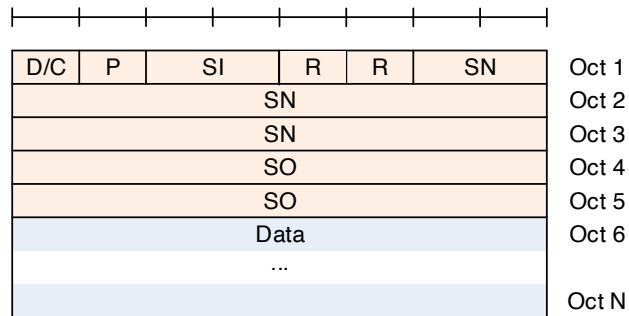 D/C P SI R R SN Oct 1
SN Oct 2
SN Oct 3
SO Oct 4
SO Oct 5
Data Oct 6
...
Oct N